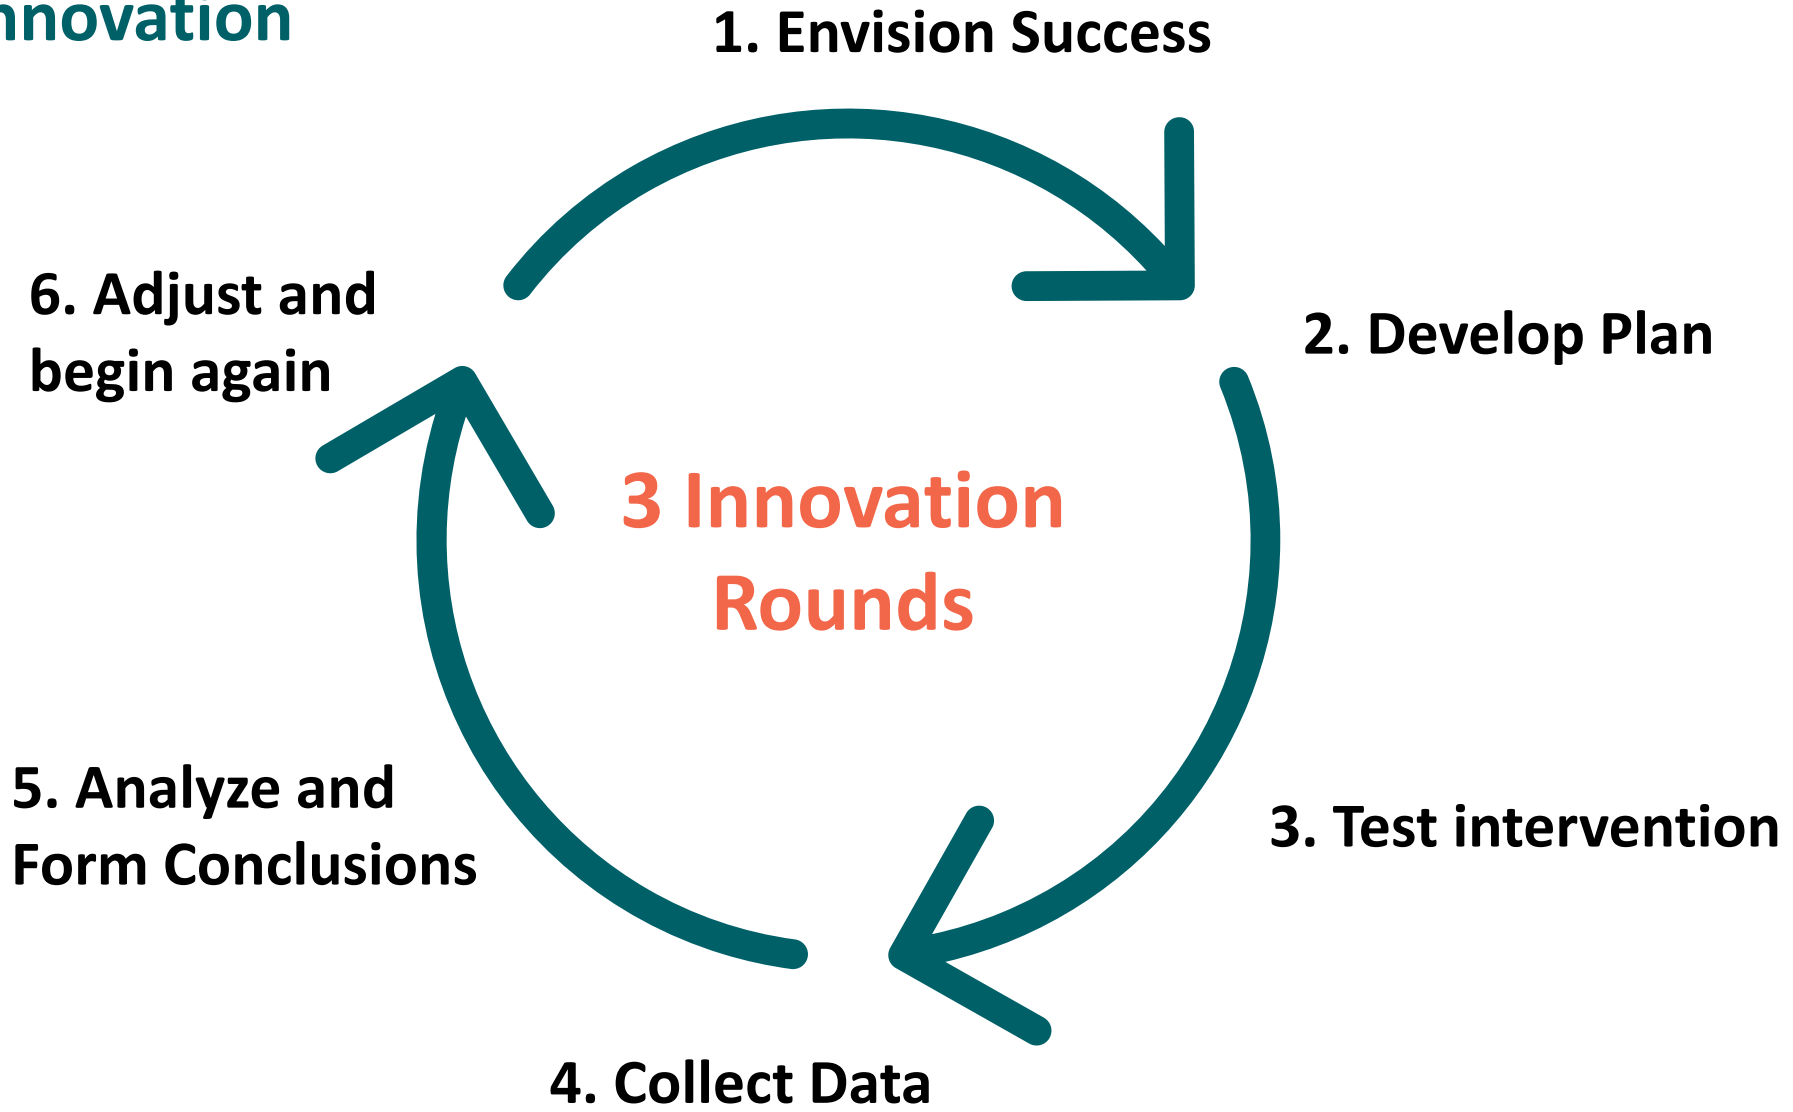 nnovation
1. Envision Success
2. Develop Plan
3. Test intervention
4. Collect Data
5. Analyze and
Form Conclusions
6. Adjust and
begin again
3 Innovation
Rounds